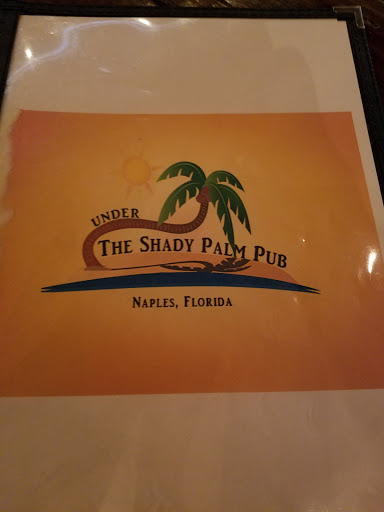 UNDER
THE SHADY PALM PUB
NAPLES, FLORIDA